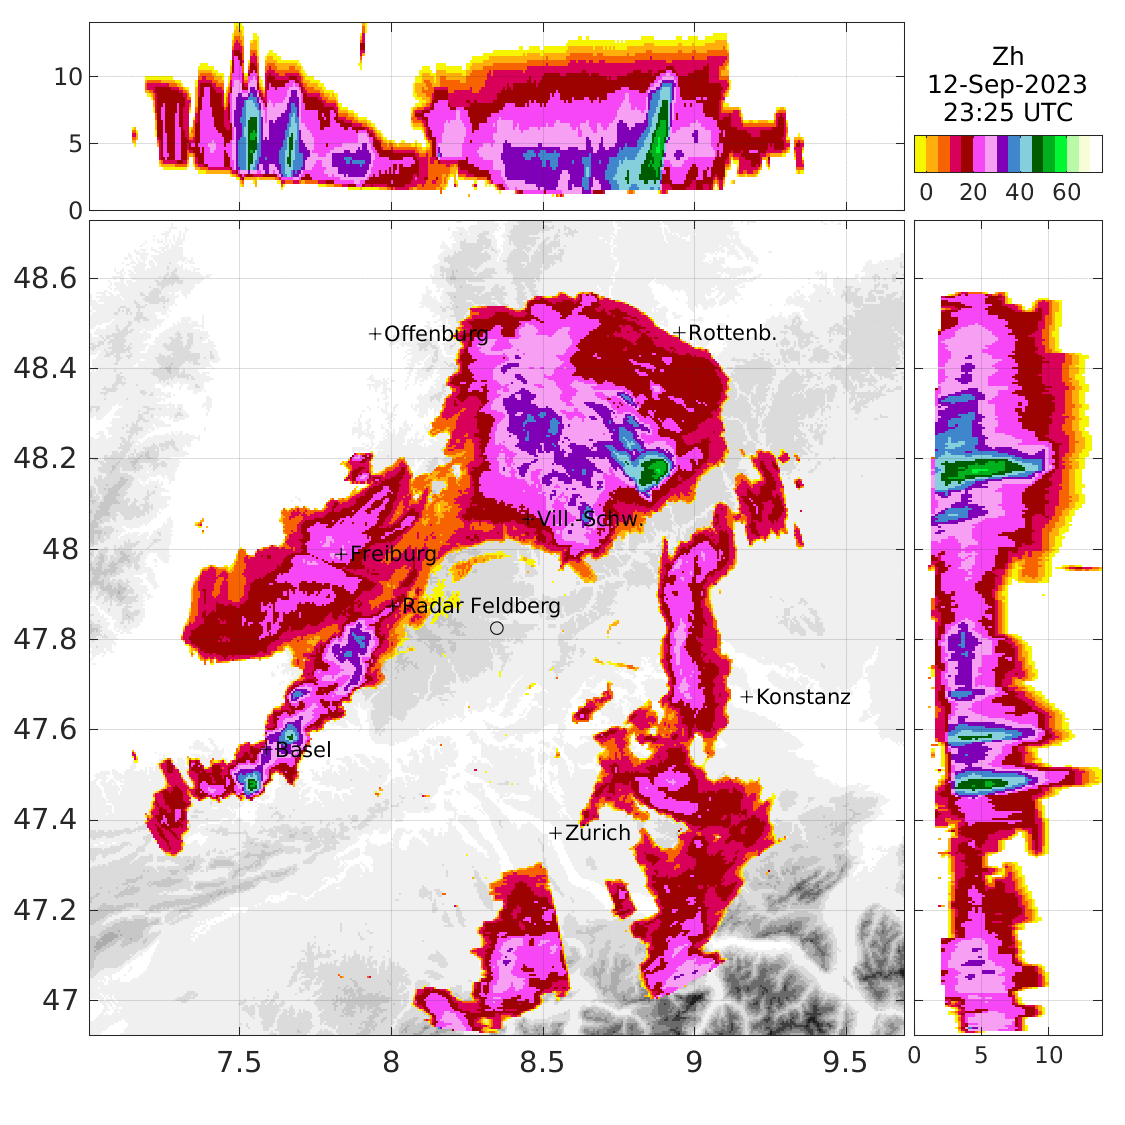 10
5
0
Zh
12-Sep-2023
23:25 UTC
0 20 40 60
48.6
48.4
48.2
48
47.8
47.6
47.4
47.2
47
+Offenburg
+Rottenb.
+Vill.-Schw.
+Freiburg
+Radar Feldberg
+Konstanz
+Basel
+Zürich
7.5 8 8.5 9 9.5
0 5 10